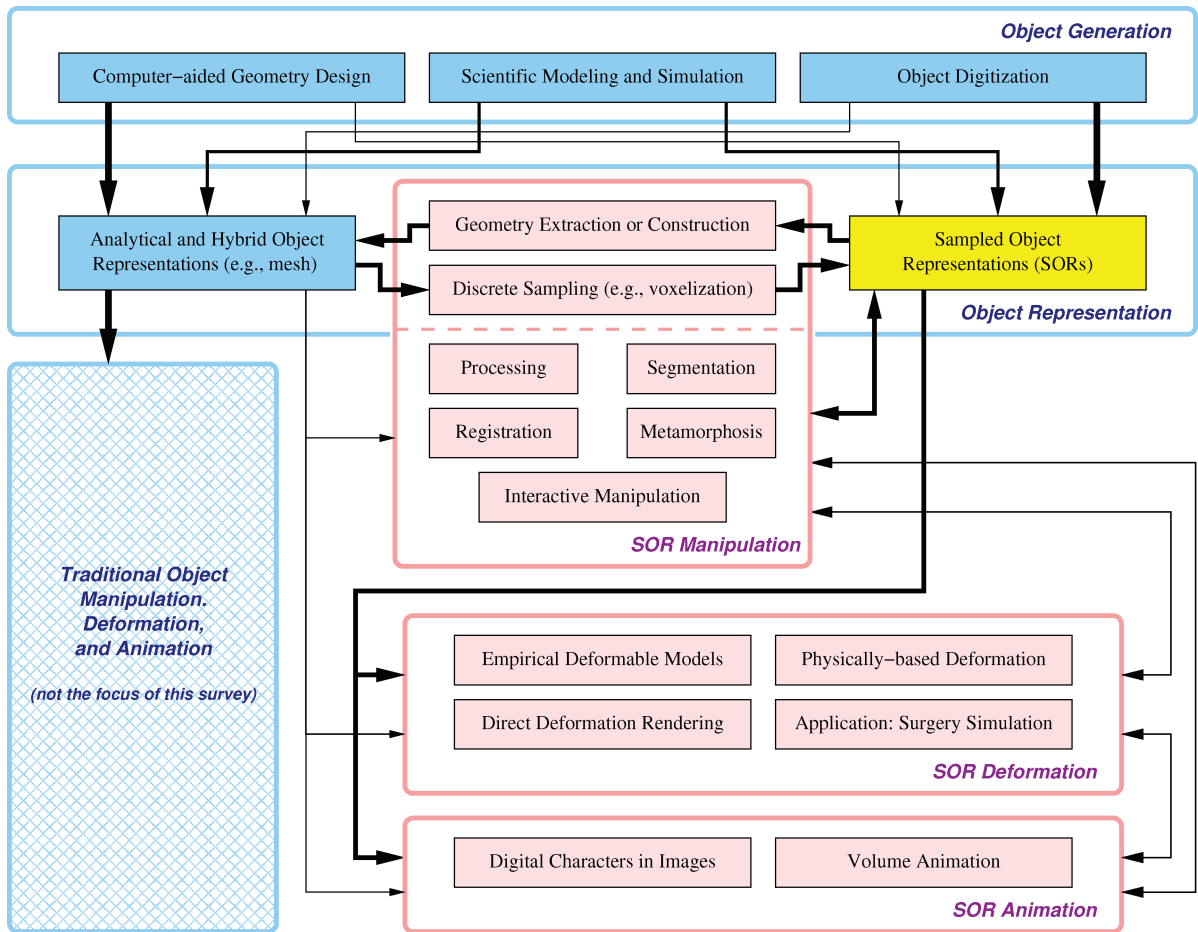 Object Generation
Computer−aided Geometry Design
Scientific Modeling and Simulation
Object Digitization
Geometry Extraction or Construction
Analytical and Hybrid Object
Representations (e.g., mesh)
Sampled Object
Representations (SORs)
Discrete Sampling (e.g., voxelization)
Object Representation
Processing
Segmentation
Registration
Metamorphosis
Interactive Manipulation
SOR Manipulation
Traditional Object
Manipulation.
Deformation,
and Animation
(not the focus of this survey)
Empirical Deformable Models
Physically−based Deformation
Direct Deformation Rendering
Application: Surgery Simulation
SOR Deformation
Digital Characters in Images
Volume Animation
SOR Animation